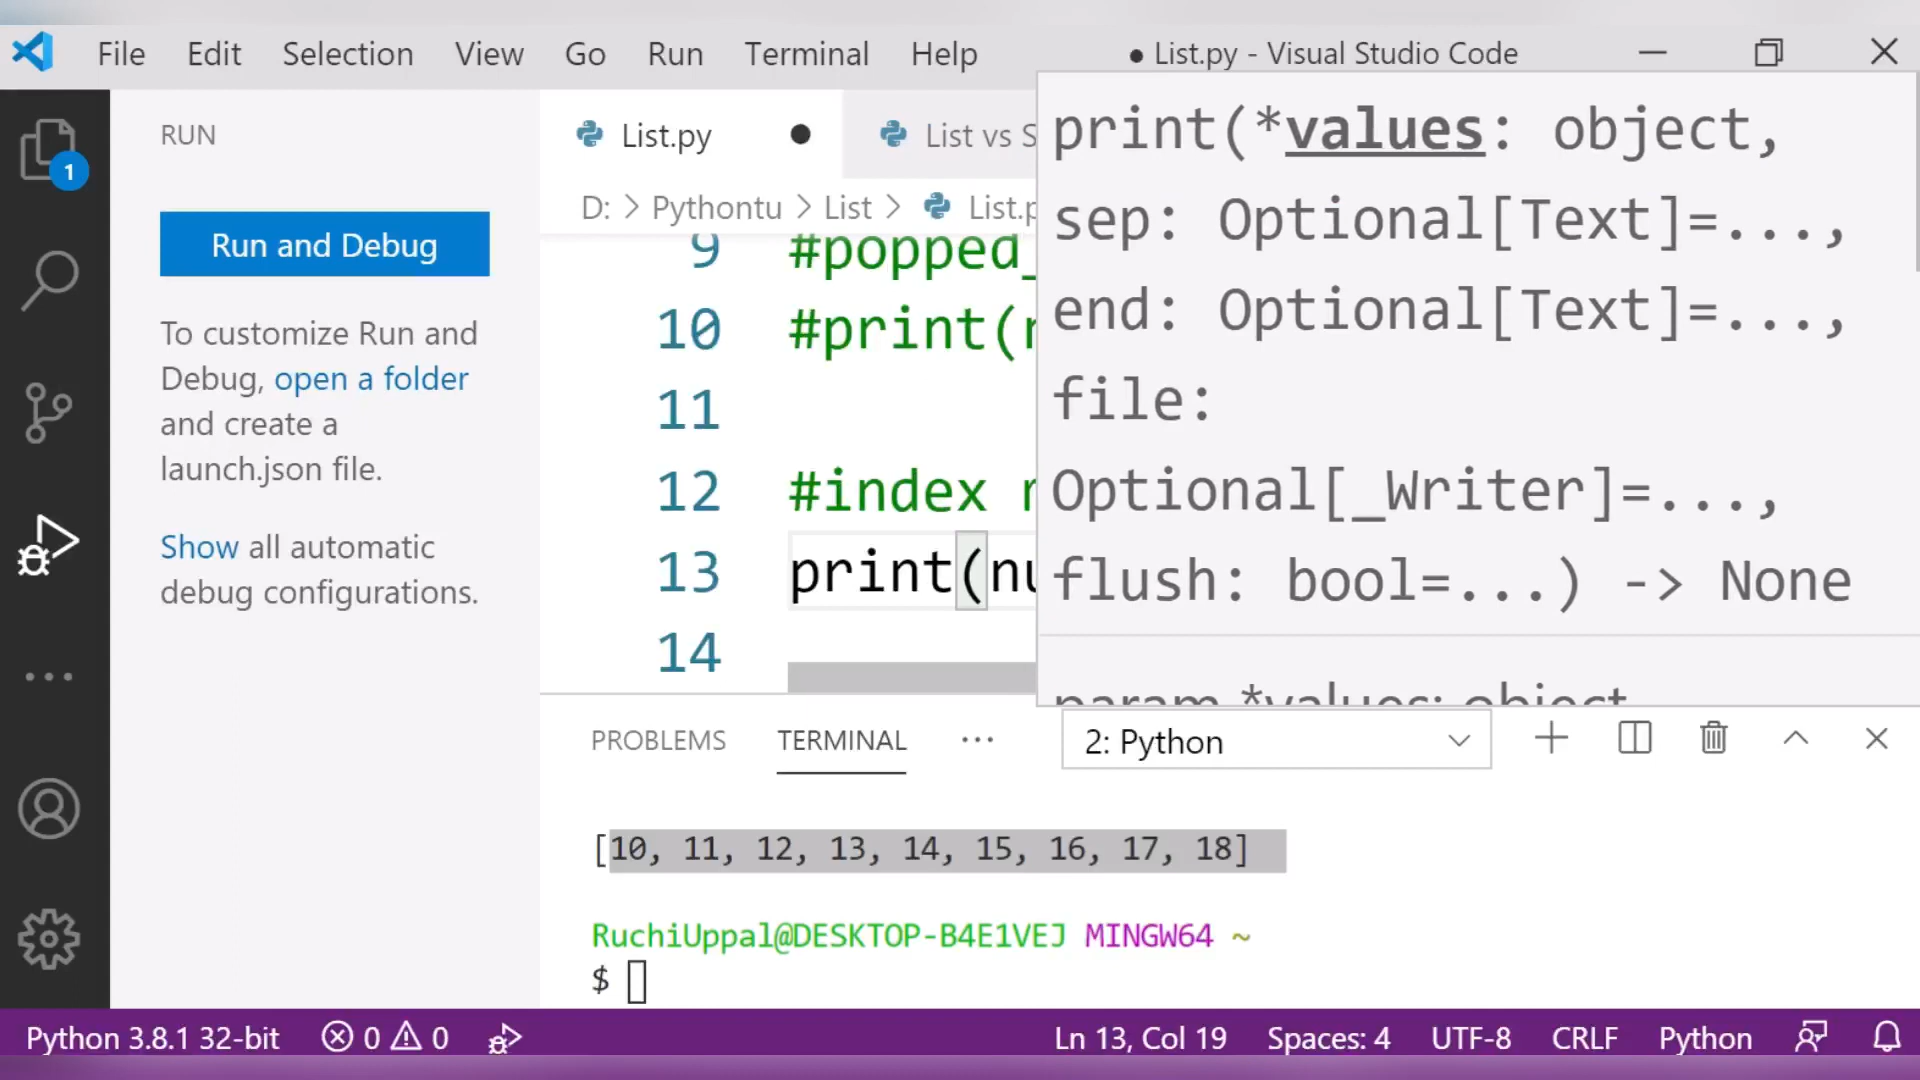 File Edit Selection View Go Run Terminal Help
● List.py - Visual Studio Code
1
RUN
Run and Debug
To customize Run and
Debug, open a folder
and create a
launch.json file.
Show all automatic
debug configurations.
List.py
List vs S
D: > Pythontu > List > List.p
9 #popped_
10 #print(n
11
12 #index
13 print(nu
14
print(*values: object,
sep: Optional[Text]=...,
end: Optional[Text]=...,
file:
Optional[_Writer]=...,
flush: bool=...) -> None
param *values: object
PROBLEMS TERMINAL ···
2: Python
[10, 11, 12, 13, 14, 15, 16, 17, 18]
RuchiUppal@DESKTOP-B4E1VEJ MINGW64 ~
$
Python 3.8.1 32-bit 0 0 Ln 13, Col 19 Spaces: 4 UTF-8 CRLF Python